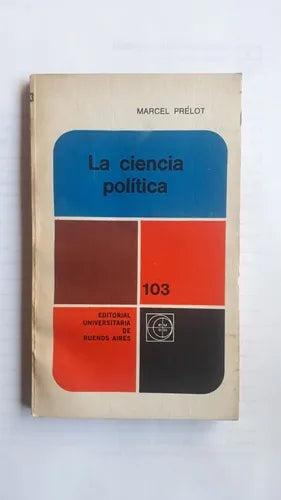 MARCEL PRÉLOT
La ciencia
política
103
EDITORIAL
UNIVERSITARIA
DE
BUENOS AIRES